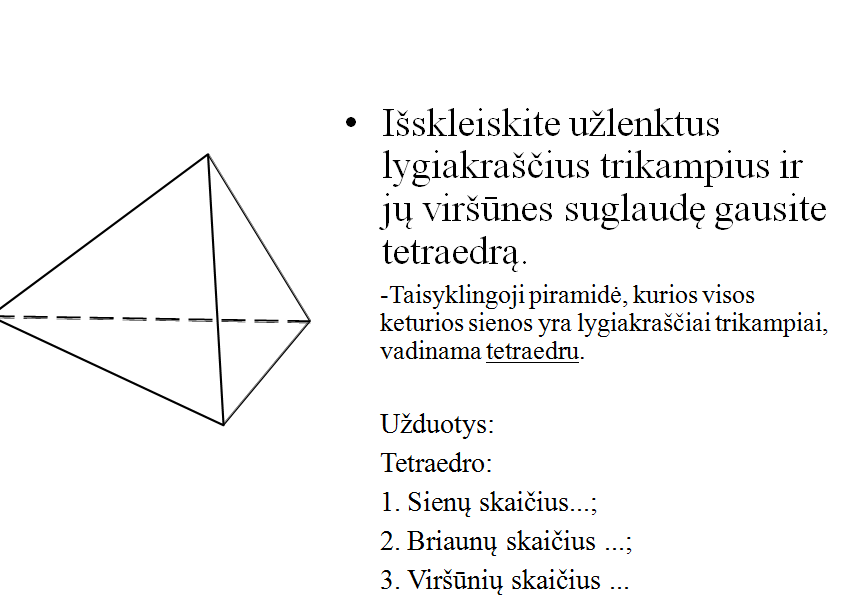 • Išskleiskite užlenktus
lygiakraščius trikampius ir
jų viršūnes suglaudę gausite
tetraedrą.
-Taisyklingoji piramidė, kurios visos
keturios sienos yra lygiakraščiai trikampiai,
vadinama tetraedru.
Užduotys:
Tetraedro:
1. Sienų skaičius...;
2. Briaunų skaičius ...;
3. Viršūnių skaičius ...